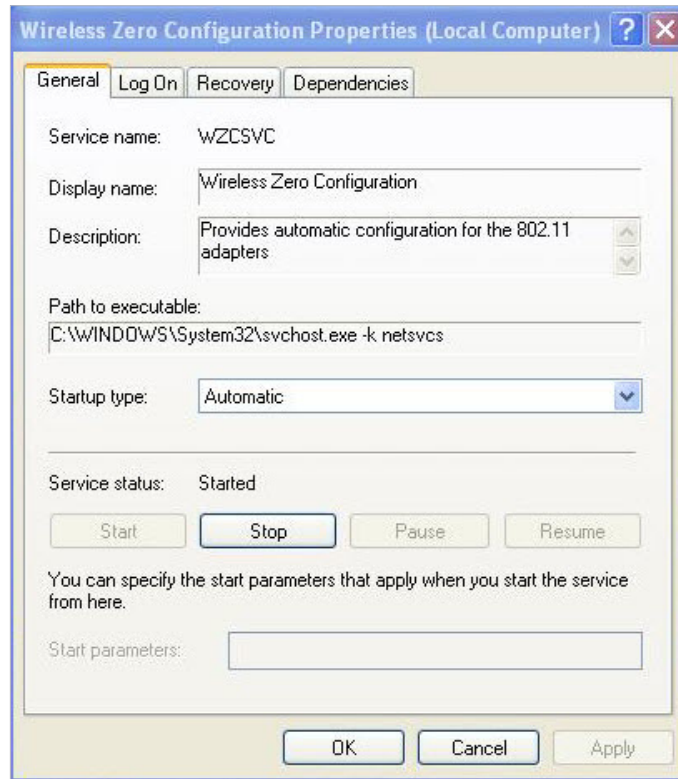 Wireless Zero Configuration Properties (Local Computer)
General Log On Recovery Dependencies
Service name: WZCSVC
Display name: Wireless Zero Configuration
Description: Provides automatic configuration for the 802.11
adapters
Path to executable:
C:\WINDOWS\System32\svchost.exe -k netsvcs
Startup type: Automatic
Service status: Started
Start Stop Pause Resume
You can specify the start parameters that apply when you start the service
from here.
Start parameters:
OK Cancel Apply